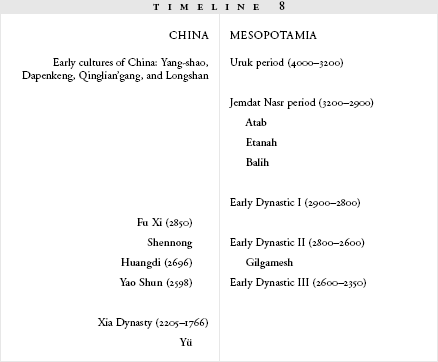 TIMELINE 8
CHINA
Early cultures of China: Yang-shao,
Dapenkeng, Qinglian'gang, and Longshan
Fu Xi (2850)
Shennong
Huangdi (2696)
Yao Shun (2598)
Xia Dynasty (2205–1766)
Yü
MESOPOTAMIA
Uruk period (4000–3200)
Jemdat Nasr period (3200–2900)
Atab
Etanah
Balih
Early Dynastic I (2900–2800)
Early Dynastic II (2800–2600)
Gilgamesh
Early Dynastic III (2600–2350)